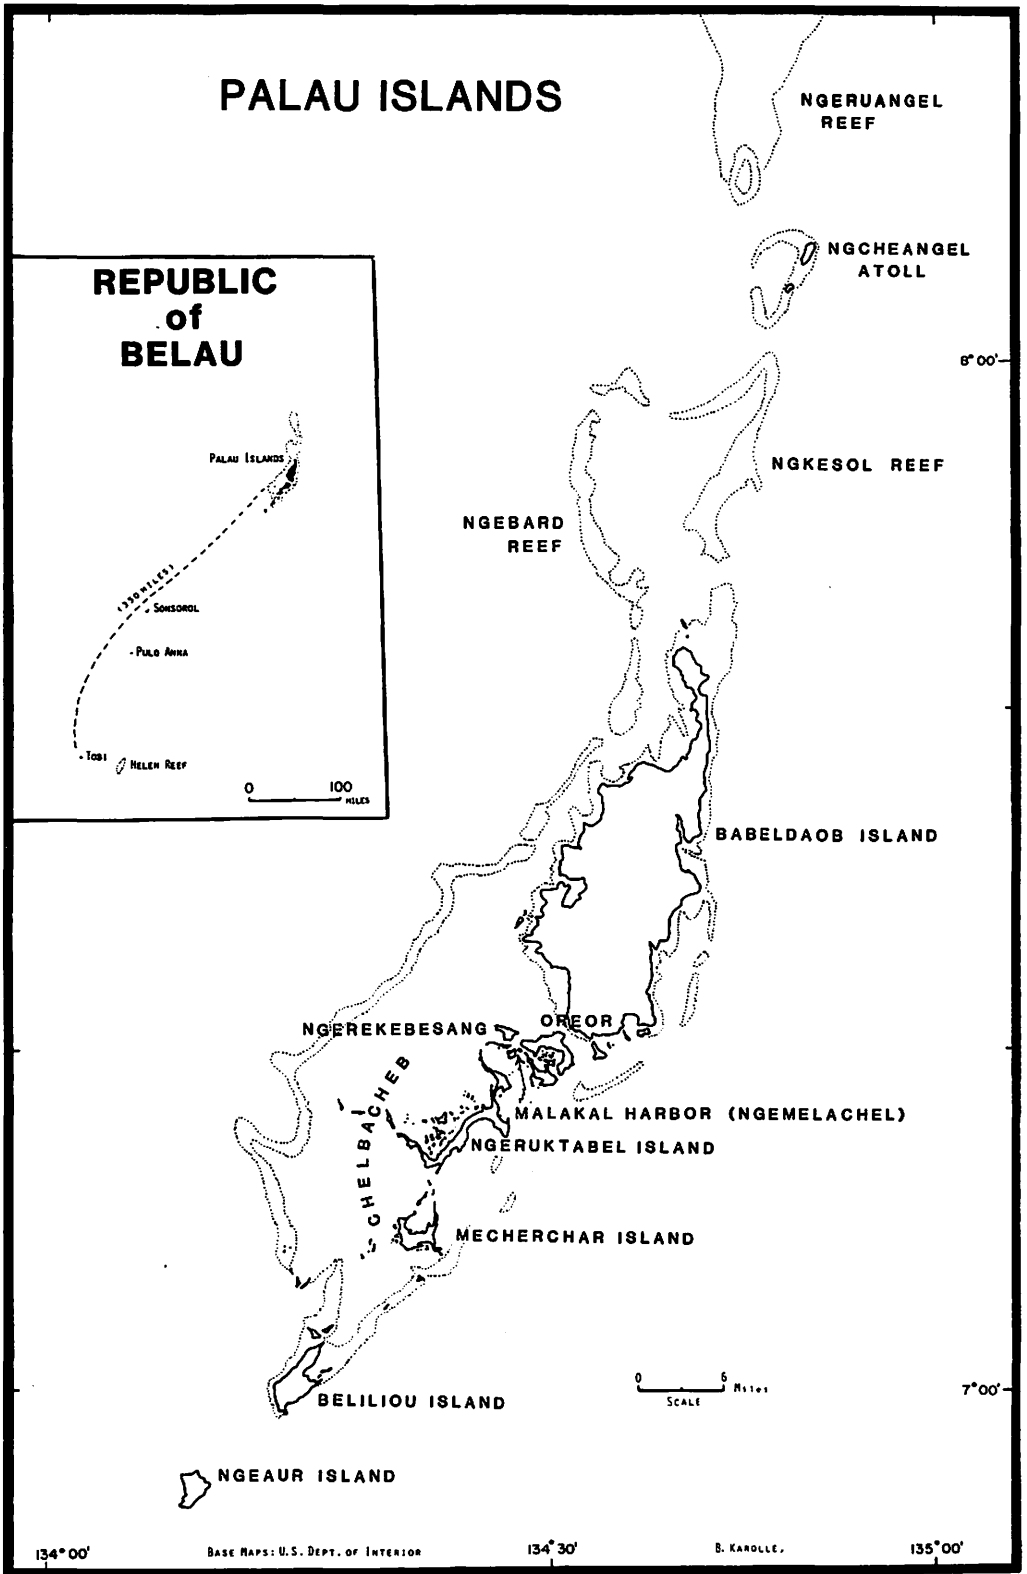 PALAU ISLANDS
NGERUANGEL
REEF
NGCHEANGEL
ATOLL
REPUBLIC
of
BELAU
8°00'
PALAU ISLANDS
NGKESOL REEF
NGEBARD
REEF
(350 MILES)
SONSOROL
PULO ANNA
TOBI
HELEN REEF
0 100
MILES
BABELDAOB ISLAND
NGEREKEBESANG
OREOR
CHELBACHEB
MALAKAL HARBOR (NGEMELACHEL)
NGERUKTABEL ISLAND
MECHERCHAR ISLAND
0 6
Miles
SCALE
7°00'
BELILIOU ISLAND
NGEAUR ISLAND
134°00'
BASE MAPS: U.S. DEPT. OF INTERIOR
134°30'
B. KAROLLE,
135°00'